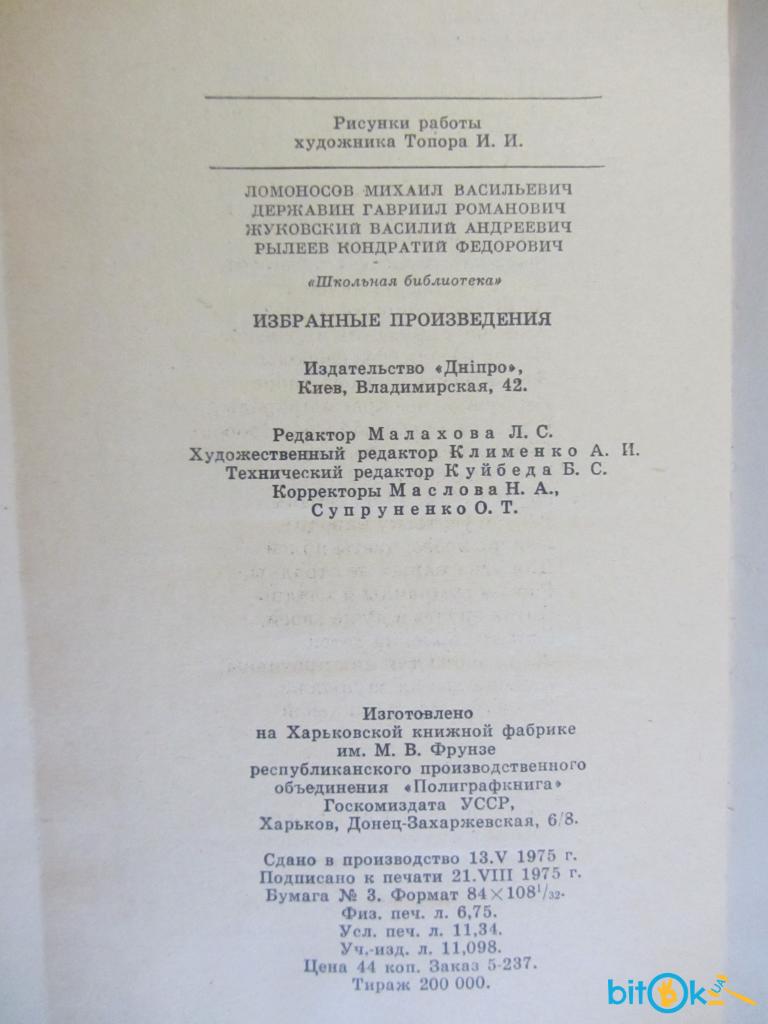 Рисунки работы
художника Топора И. И.
ЛОМОНОСОВ МИХАИЛ ВАСИЛЬЕВИЧ
ДЕРЖАВИН ГАВРИИЛ РОМАНОВИЧ
ЖУКОВСКИЙ ВАСИЛИЙ АНДРЕЕВИЧ
РЫЛЕЕВ КОНДРАТИЙ ФЕДОРОВИЧ
«Школьная библиотека»
ИЗБРАННЫЕ ПРОИЗВЕДЕНИЯ
Издательство «Дніпро»,
Киев, Владимирская, 42.
Редактор Малахова Л. С.
Художественный редактор Клименко А. И.
Технический редактор Куйбеда Б. С.
Корректоры Маслова Н. А.,
Супруненко О. Т.
Изготовлено
на Харьковской книжной фабрике
им. М. В. Фрунзе
республиканского производственного
объединения «Полиграфкнига»
Госкомиздата УССР,
Харьков, Донец-Захаржевская, 6/8.
Сдано в производство 13.V 1975 г.
Подписано к печати 21.VIII 1975 г.
Бумага № 3. Формат 84×108¹/₃₂.
Физ. печ. л. 6,75.
Усл. печ. л. 11,34.
Уч.-изд. л. 11,098.
Цена 44 коп. Заказ 5-237.
Тираж 200 000.
bitOk.UA